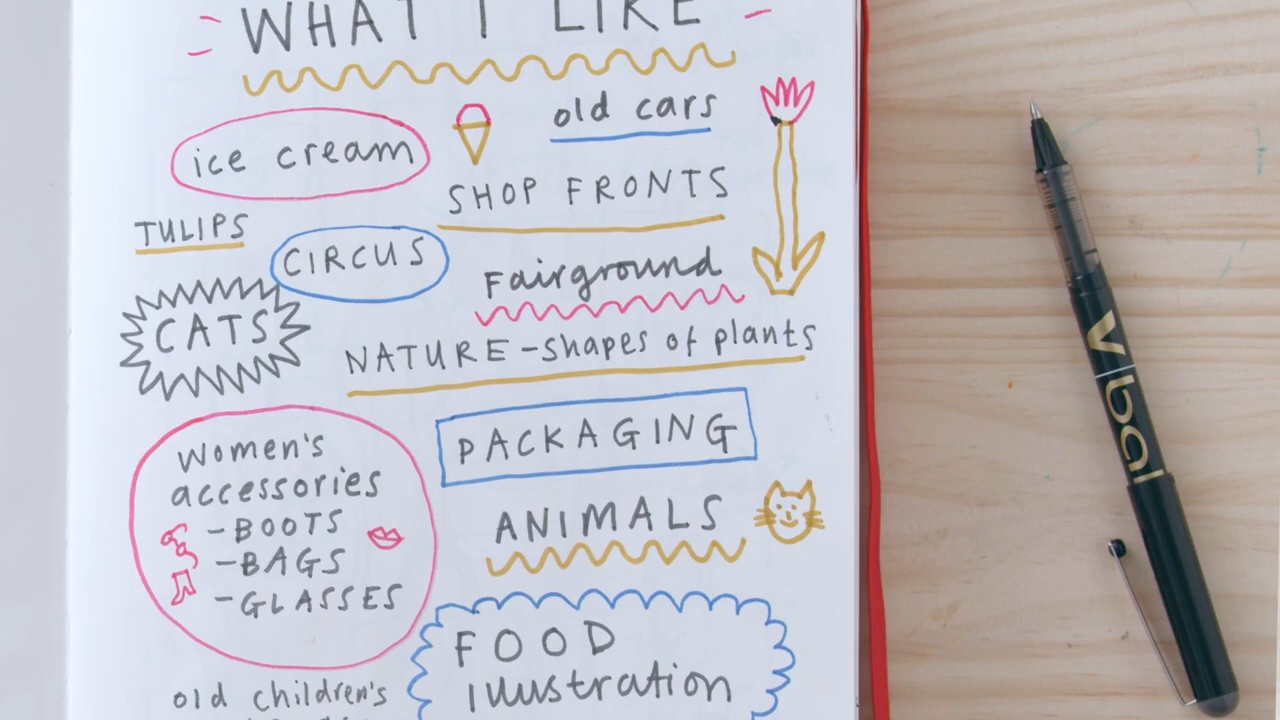 WHAT I LIKE
old cars
ice cream
SHOP FRONTS
TULIPS
CIRCUS
Fairground
CATS
NATURE-shapes of plants
PACKAGING
Women's
accessories
-BOOTS
-BAGS
-GLASSES
ANIMALS
FOOD
Illustration
old children's
V ball